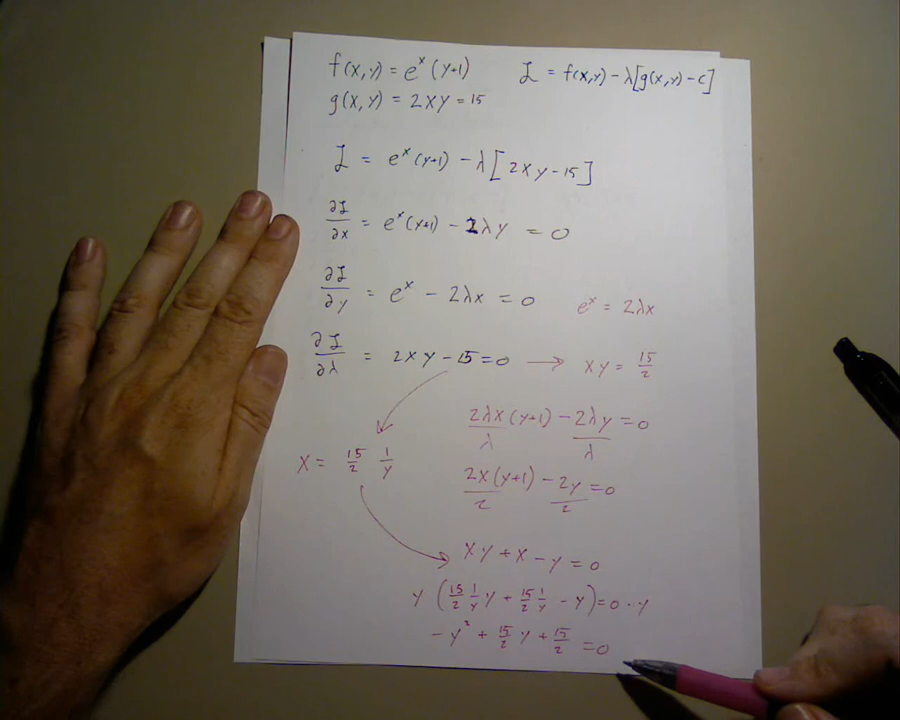 f(x,y) = e^x (y+1)    ℒ = f(x,y) - λ[g(x,y) - c]
g(x,y) = 2xy = 15
ℒ = e^x (y+1) - λ[2xy - 15]
∂ℒ/∂x = e^x (y+1) - 2λy = 0
∂ℒ/∂y = e^x - 2λx = 0    e^x = 2λx
∂ℒ/∂λ = 2xy - 15 = 0 → xy = 15/2
2λx(y+1)/λ - 2λy/λ = 0
x = 15/2 1/y
2x(y+1)/2 - 2y/2 = 0
xy + x - y = 0
y (15/2 1/y y + 15/2 1/y - y) = 0 · y
-y² + 15/2 y + 15/2 = 0